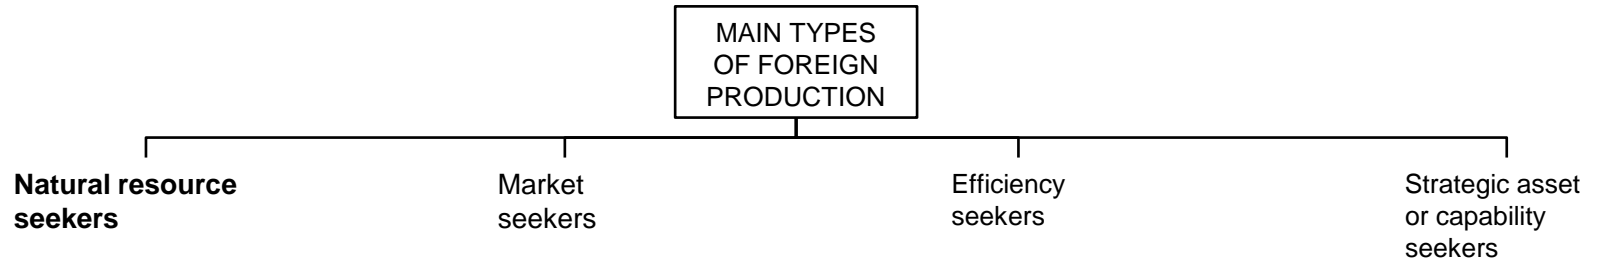 MAIN TYPES
OF FOREIGN
PRODUCTION
Natural resource
seekers
Market
seekers
Efficiency
seekers
Strategic asset
or capability
seekers